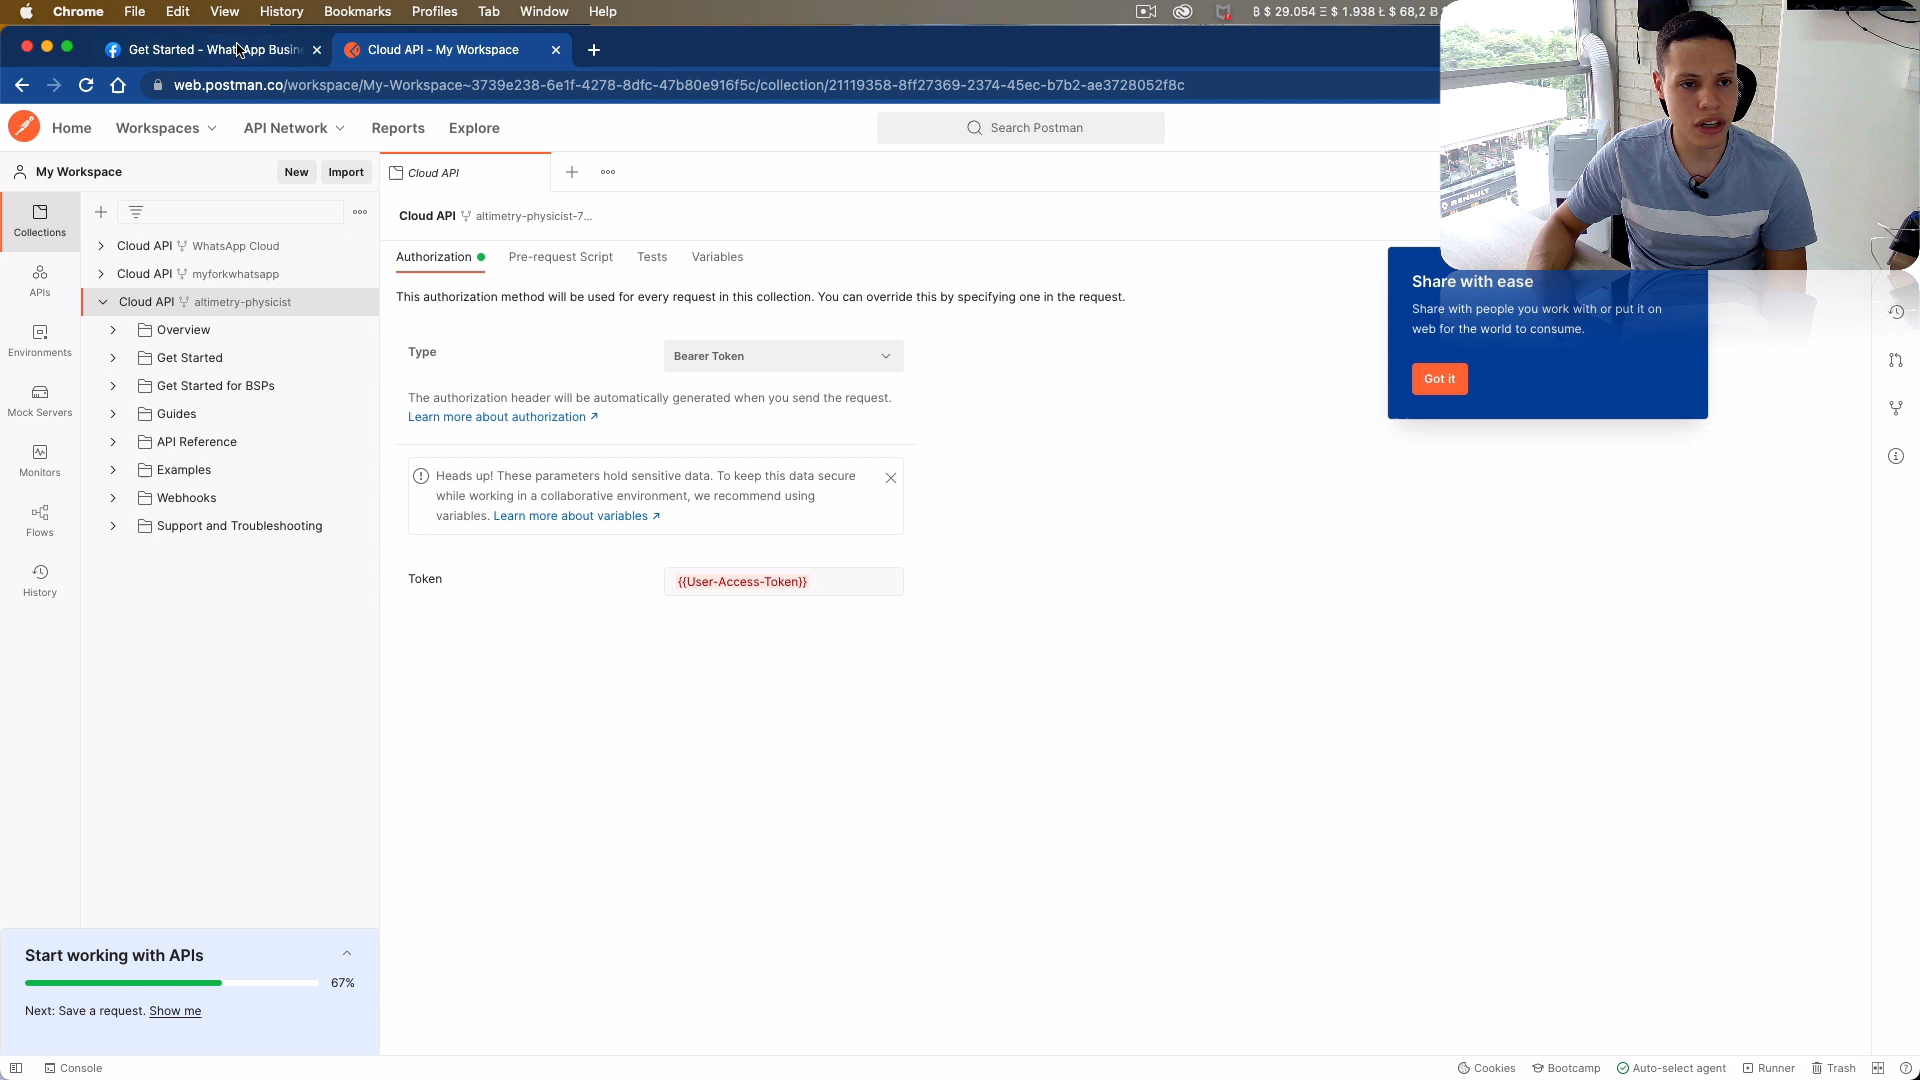 Chrome File Edit View History Bookmarks Profiles Tab Window Help
Ƀ $ 29.054 Ξ $ 1.938 Ł $ 68,2 Ƀ
Get Started - WhatsApp Busin
Cloud API - My Workspace
web.postman.co/workspace/My-Workspace~3739e238-6e1f-4278-8dfc-47b80e916f5c/collection/21119358-8ff27369-2374-45ec-b7b2-ae3728052f8c
Home Workspaces API Network Reports Explore
Search Postman
My Workspace
New
Import
Cloud API
Collections
APIs
Environments
Mock Servers
Monitors
Flows
History
Cloud API WhatsApp Cloud
Cloud API myforkwhatsapp
Cloud API altimetry-physicist
Overview
Get Started
Get Started for BSPs
Guides
API Reference
Examples
Webhooks
Support and Troubleshooting
Cloud API altimetry-physicist-7...
Authorization Pre-request Script Tests Variables
This authorization method will be used for every request in this collection. You can override this by specifying one in the request.
Type
Bearer Token
The authorization header will be automatically generated when you send the request.
Learn more about authorization ↗
Heads up! These parameters hold sensitive data. To keep this data secure
while working in a collaborative environment, we recommend using
variables. Learn more about variables ↗
Token
{{User-Access-Token}}
RENAULT
Share with ease
Share with people you work with or put it on
web for the world to consume.
Got it
Start working with APIs
67%
Next: Save a request. Show me
Console
Cookies Bootcamp Auto-select agent Runner Trash